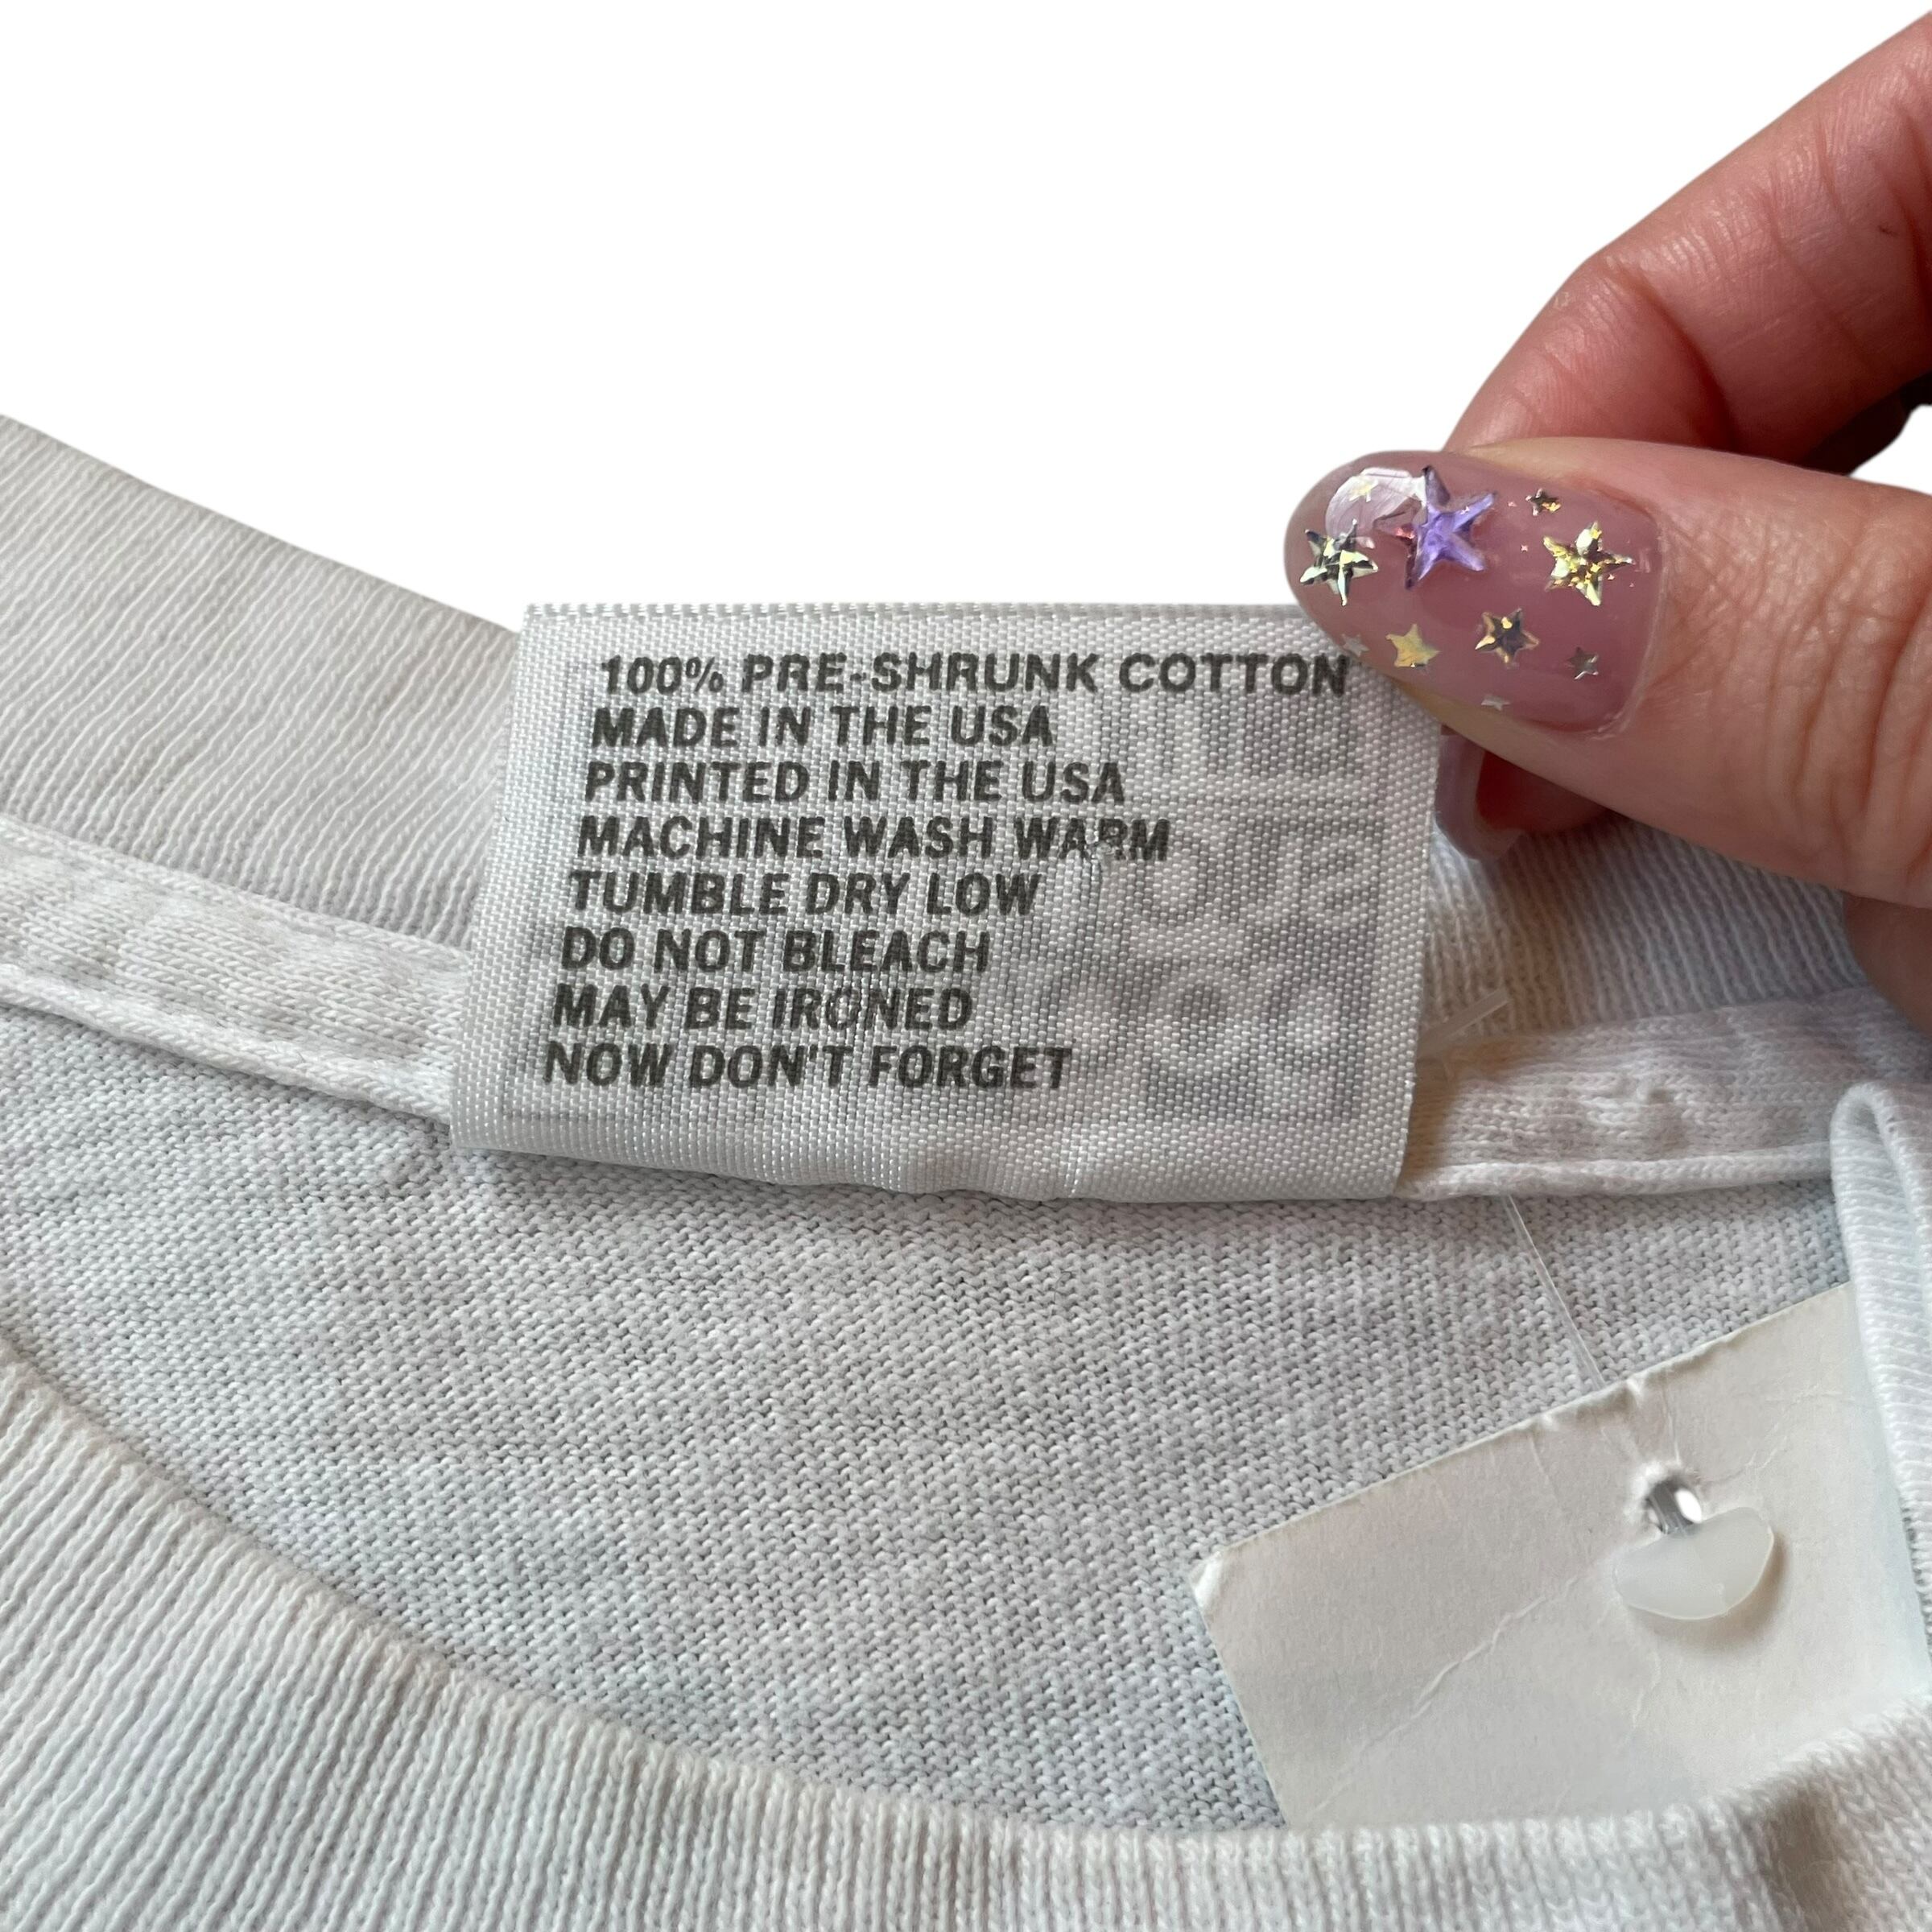 100% PRE-SHRUNK COTTON
MADE IN THE USA
PRINTED IN THE USA
MACHINE WASH WARM
TUMBLE DRY LOW
DO NOT BLEACH
MAY BE IRONED
NOW DON'T FORGET